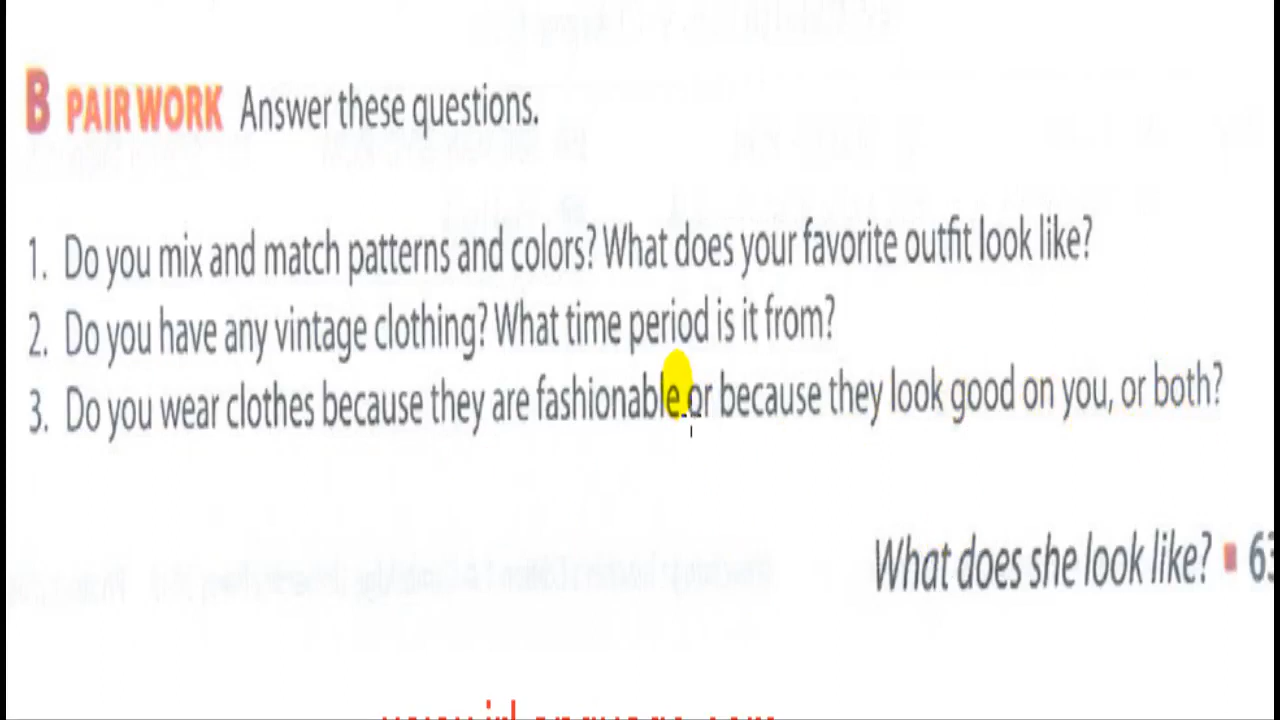 B PAIR WORK Answer these questions.
1. Do you mix and match patterns and colors? What does your favorite outfit look like?
2. Do you have any vintage clothing? What time period is it from?
3. Do you wear clothes because they are fashionable or because they look good on you, or both?
What does she look like? ▪ 63